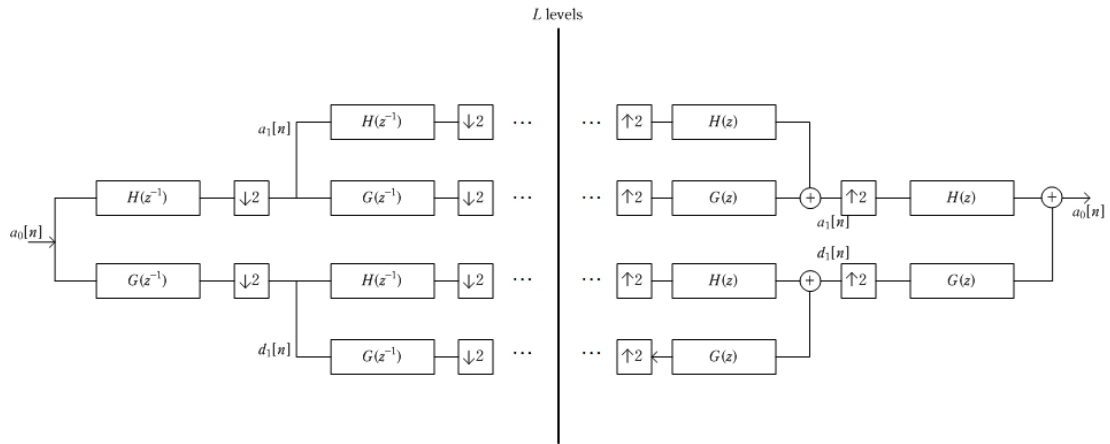 L levels
H(z⁻¹) ↓2 ... ... ↑2 H(z)
a₁[n]
H(z⁻¹) ↓2 G(z⁻¹) ↓2 ... ... ↑2 G(z) + ↑2 H(z) +
a₁[n] a₀[n]
a₀[n]
d₁[n]
G(z⁻¹) ↓2 H(z⁻¹) ↓2 ... ... ↑2 H(z) + ↑2 G(z)
d₁[n]
G(z⁻¹) ↓2 ... ... ↑2 G(z)